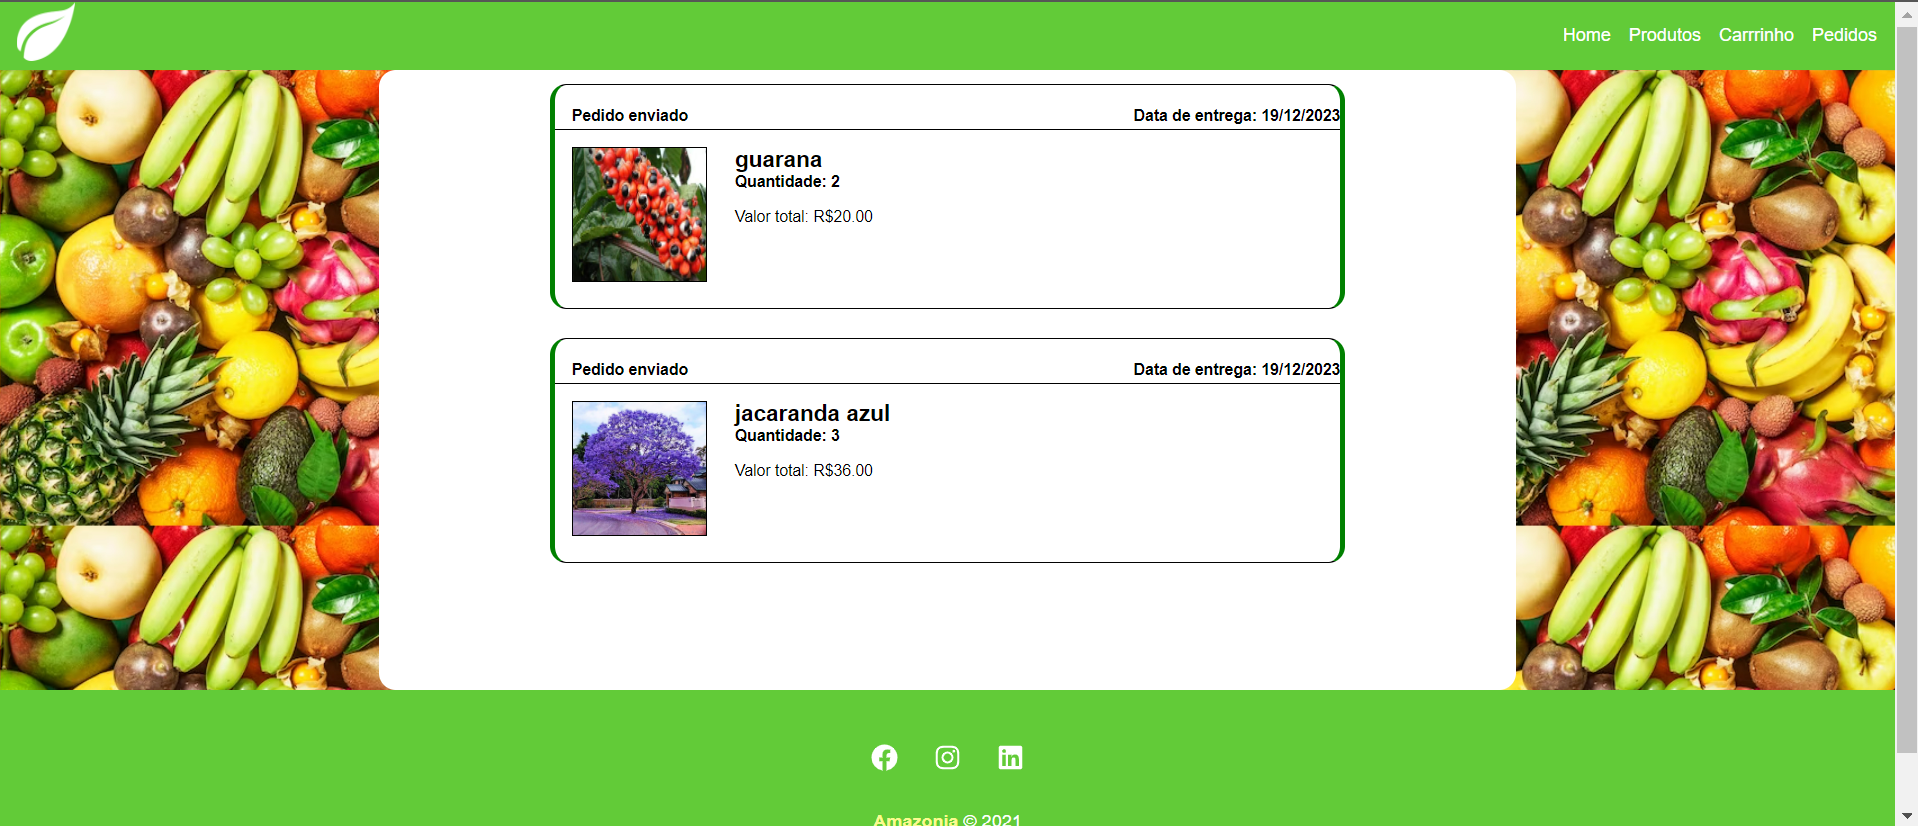 Home Produtos Carrrinho Pedidos
Pedido enviado Data de entrega: 19/12/2023
guarana
Quantidade: 2
Valor total: R$20.00
Pedido enviado Data de entrega: 19/12/2023
jacaranda azul
Quantidade: 3
Valor total: R$36.00
Amazonia © 2021